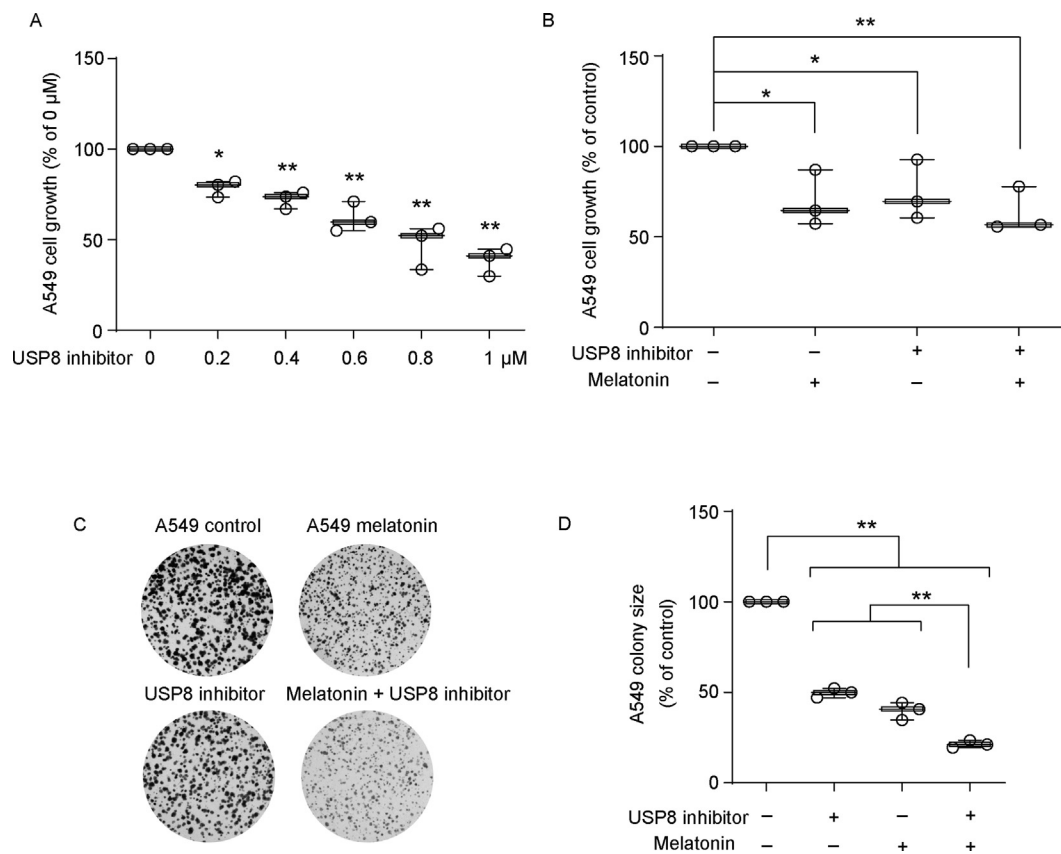 A
150
100
50
0
A549 cell growth (% of 0 μM)
* ** ** ** **
USP8 inhibitor 0 0.2 0.4 0.6 0.8 1 μM
B
150
100
50
0
A549 cell growth (% of control)
**
*
*
USP8 inhibitor – – + +
Melatonin – + – +
C
A549 control A549 melatonin
USP8 inhibitor Melatonin + USP8 inhibitor
D
150
100
50
0
A549 colony size
(% of control)
**
**
USP8 inhibitor – + – +
Melatonin – – + +